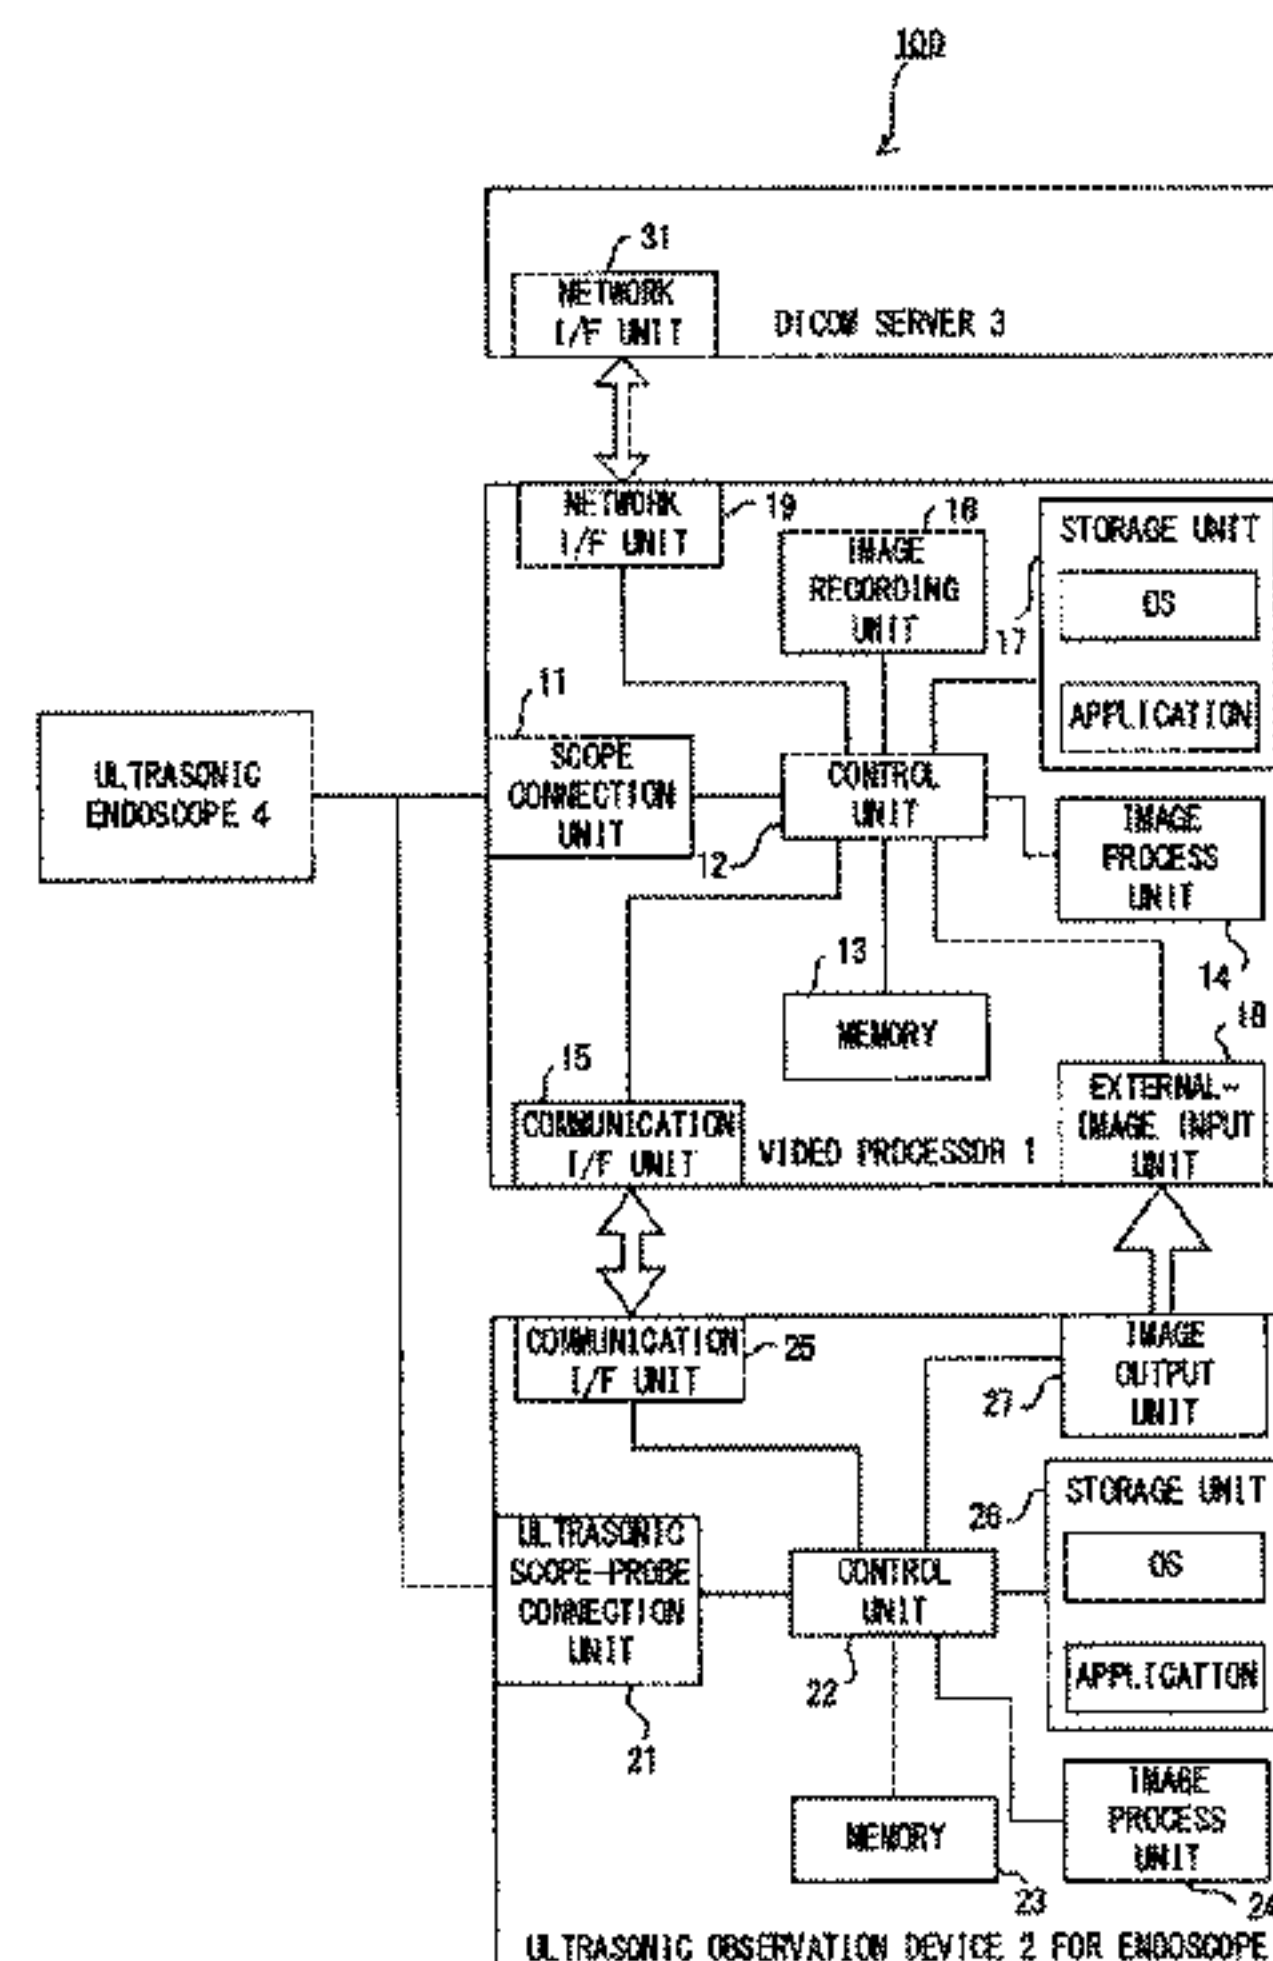 100
31
NETWORK
I/F UNIT
DICOM SERVER 3
NETWORK
I/F UNIT
19
16
IMAGE
RECORDING
UNIT
STORAGE UNIT
OS
17
APPLICATION
11
SCOPE
CONNECTION
UNIT
ULTRASONIC
ENDOSCOPE 4
CONTROL
UNIT
12
IMAGE
PROCESS
UNIT
14
13
MEMORY
18
15
COMMUNICATION
I/F UNIT
VIDEO PROCESSOR 1
EXTERNAL-
IMAGE INPUT
UNIT
COMMUNICATION
I/F UNIT
25
IMAGE
OUTPUT
UNIT
27
STORAGE UNIT
26
OS
APPLICATION
ULTRASONIC
SCOPE-PROBE
CONNECTION
UNIT
21
CONTROL
UNIT
22
IMAGE
PROCESS
UNIT
24
MEMORY
23
ULTRASONIC OBSERVATION DEVICE 2 FOR ENDOSCOPE